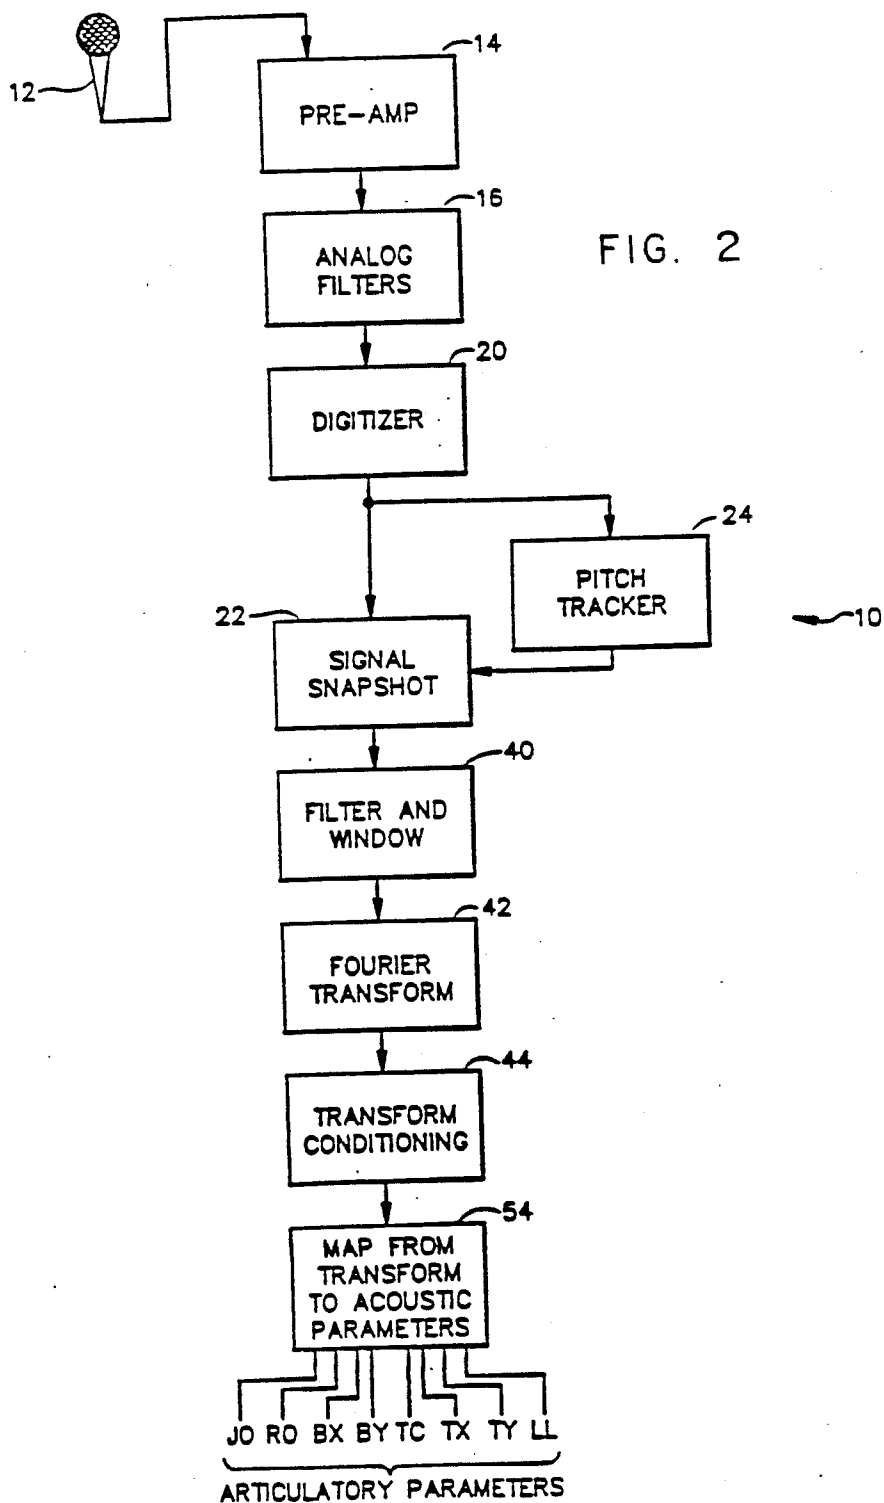 14
12
PRE-AMP
16
FIG. 2
ANALOG
FILTERS
20
DIGITIZER
24
PITCH
TRACKER
10
22
SIGNAL
SNAPSHOT
40
FILTER AND
WINDOW
42
FOURIER
TRANSFORM
44
TRANSFORM
CONDITIONING
54
MAP FROM
TRANSFORM
TO ACOUSTIC
PARAMETERS
JO RO BX BY TC TX TY LL
ARTICULATORY PARAMETERS